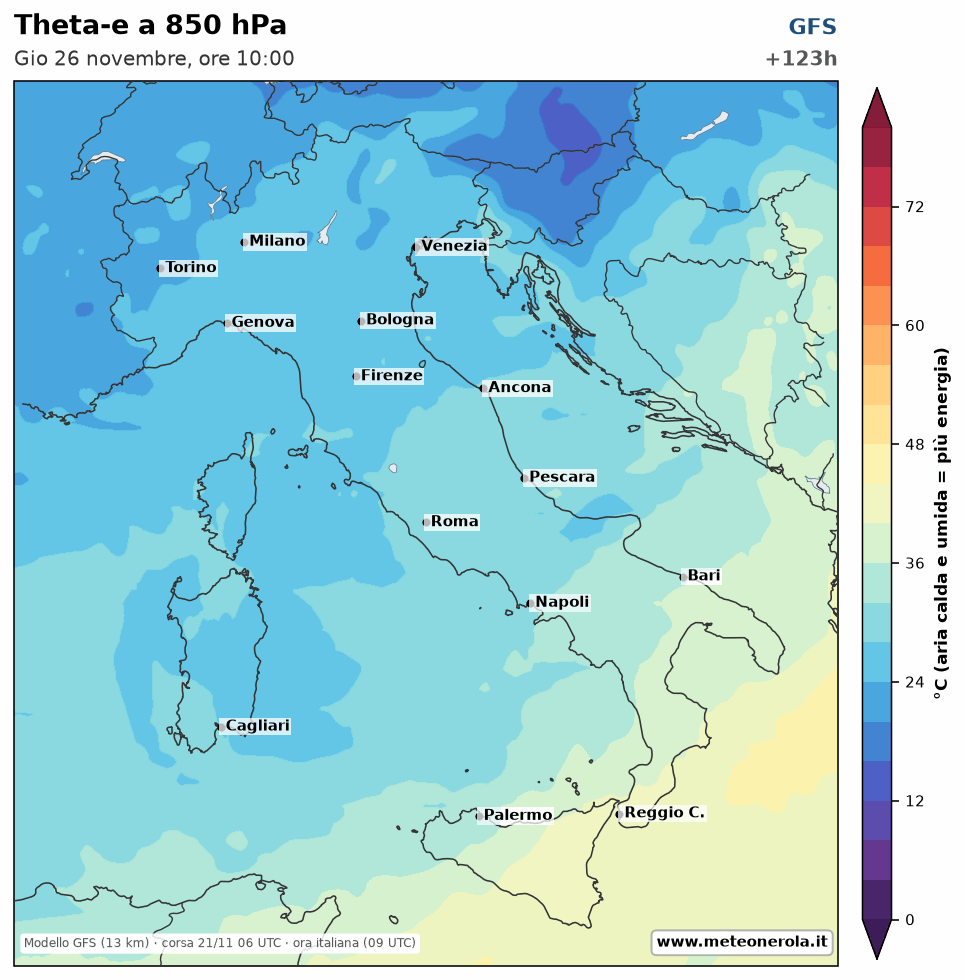 Theta-e a 850 hPa
GFS
Gio 26 novembre, ore 10:00
+123h
Milano
Venezia
Torino
Genova
Bologna
Firenze
Ancona
Pescara
Roma
Bari
Napoli
Cagliari
Palermo
Reggio C.
72
60
48
36
24
12
0
°C (aria calda e umida = più energia)
Modello GFS (13 km) · corsa 21/11 06 UTC · ora italiana (09 UTC)
www.meteonerola.it